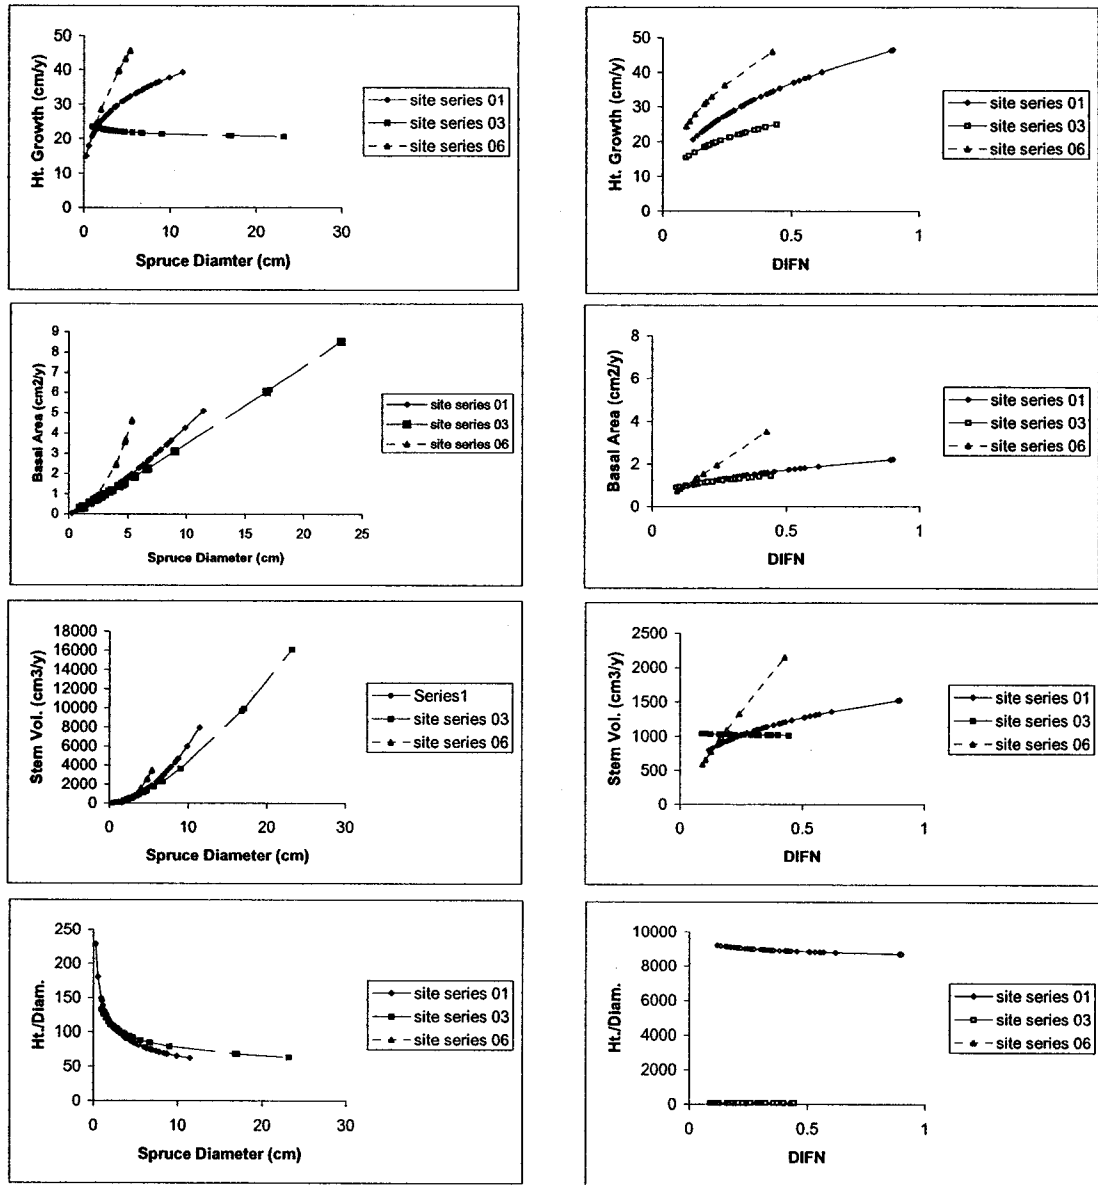 50
40
30
20
10
0
Ht. Growth (cm/y)
0 10 20 30
Spruce Diamter (cm)
site series 01
site series 03
site series 06
50
40
30
20
10
0
Ht. Growth (cm/y)
0 0.5 1
DIFN
site series 01
site series 03
site series 06
9
8
7
6
5
4
3
2
1
0
Basal Area (cm2/y)
0 5 10 15 20 25
Spruce Diameter (cm)
site series 01
site series 03
site series 06
8
6
4
2
0
Basal Area (cm2/y)
0 0.5 1
DIFN
site series 01
site series 03
site series 06
18000
16000
14000
12000
10000
8000
6000
4000
2000
0
Stem Vol. (cm3/y)
0 10 20 30
Spruce Diameter (cm)
Series1
site series 03
site series 06
2500
2000
1500
1000
500
0
Stem Vol. (cm3/y)
0 0.5 1
DIFN
site series 01
site series 03
site series 06
250
200
150
100
50
0
Ht./Diam.
0 10 20 30
Spruce Diameter (cm)
site series 01
site series 03
site series 06
10000
8000
6000
4000
2000
0
Ht./Diam.
0 0.5 1
DIFN
site series 01
site series 03
site series 06